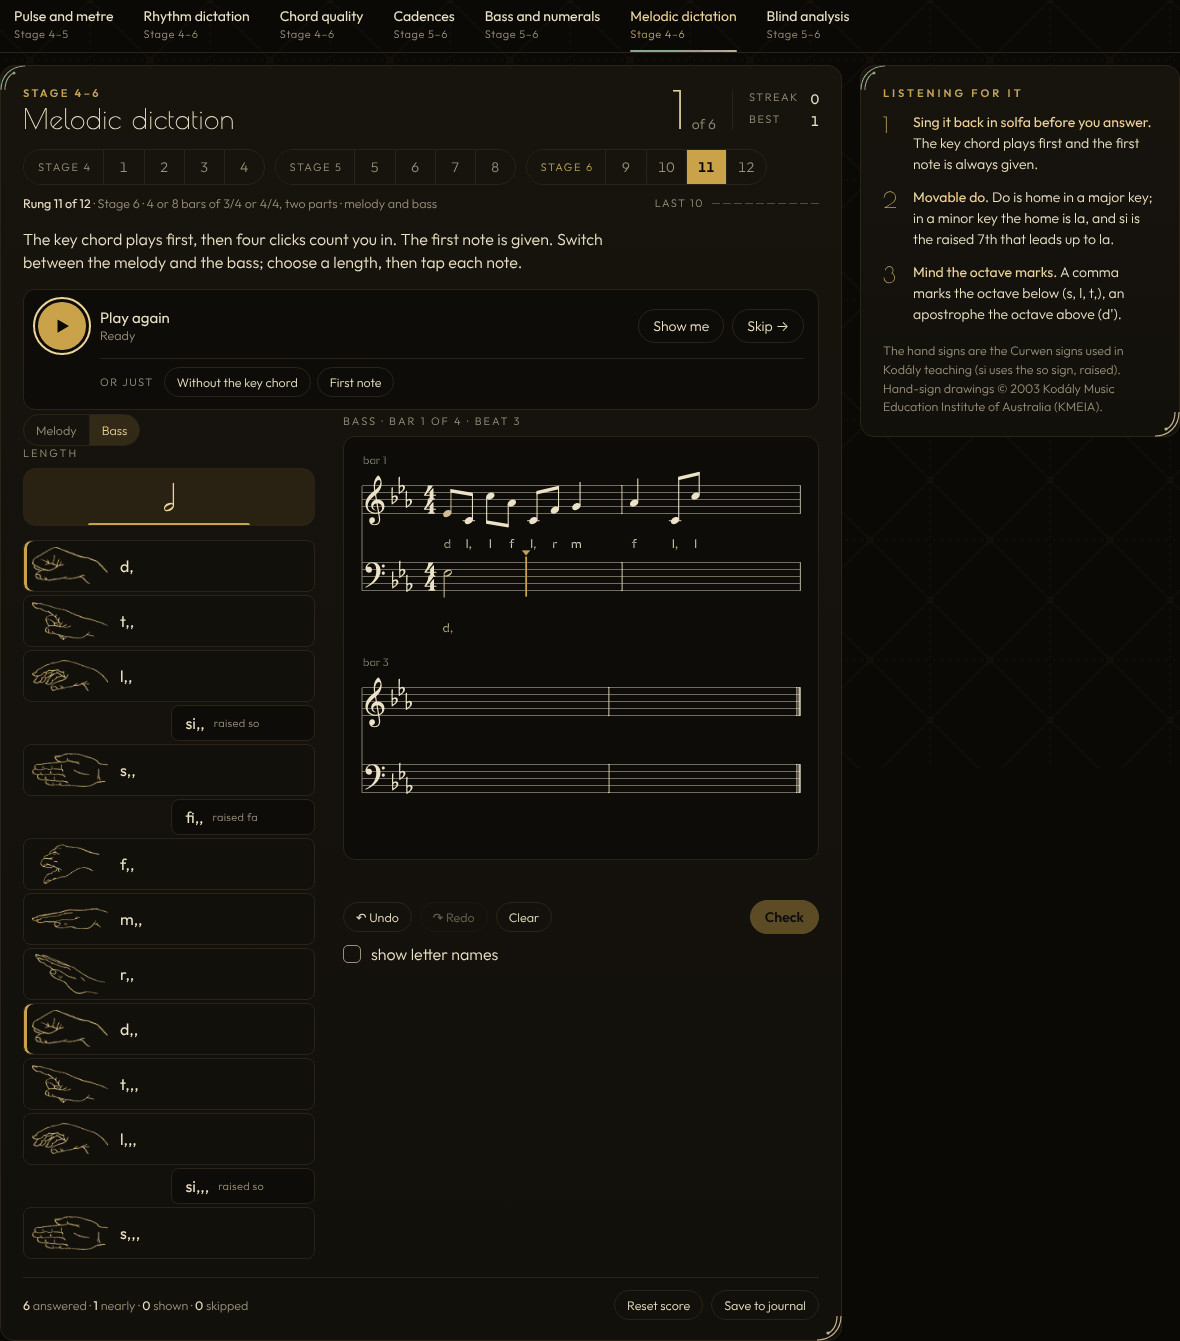 Pulse and metre
Stage 4–5
Rhythm dictation
Stage 4–6
Chord quality
Stage 4–6
Cadences
Stage 5–6
Bass and numerals
Stage 5–6
Melodic dictation
Stage 4–6
Blind analysis
Stage 5–6
STAGE 4–6
Melodic dictation
1 of 6
STREAK 0
BEST 1
STAGE 4 1 2 3 4
STAGE 5 5 6 7 8
STAGE 6 9 10 11 12
Rung 11 of 12 · Stage 6 · 4 or 8 bars of 3/4 or 4/4, two parts · melody and bass
LAST 10
The key chord plays first, then four clicks count you in. The first note is given. Switch
between the melody and the bass; choose a length, then tap each note.
Play again
Ready
Show me
Skip →
OR JUST
Without the key chord
First note
Melody
Bass
LENGTH
d,
t,,
l,,
si,, raised so
s,,
fi,, raised fa
f,,
m,,
r,,
d,,
t,,,
l,,,
si,,, raised so
s,,,
BASS · BAR 1 OF 4 · BEAT 3
bar 1
4
4
d l, l f l, r m f l, l
4
4
d,
bar 3
↶ Undo
↷ Redo
Clear
Check
show letter names
6 answered · 1 nearly · 0 shown · 0 skipped
Reset score
Save to journal
LISTENING FOR IT
1 Sing it back in solfa before you answer.
The key chord plays first and the first
note is always given.
2 Movable do. Do is home in a major key;
in a minor key the home is la, and si is
the raised 7th that leads up to la.
3 Mind the octave marks. A comma
marks the octave below (s, l, t,), an
apostrophe the octave above (d').
The hand signs are the Curwen signs used in
Kodály teaching (si uses the so sign, raised).
Hand-sign drawings © 2003 Kodály Music
Education Institute of Australia (KMEIA).